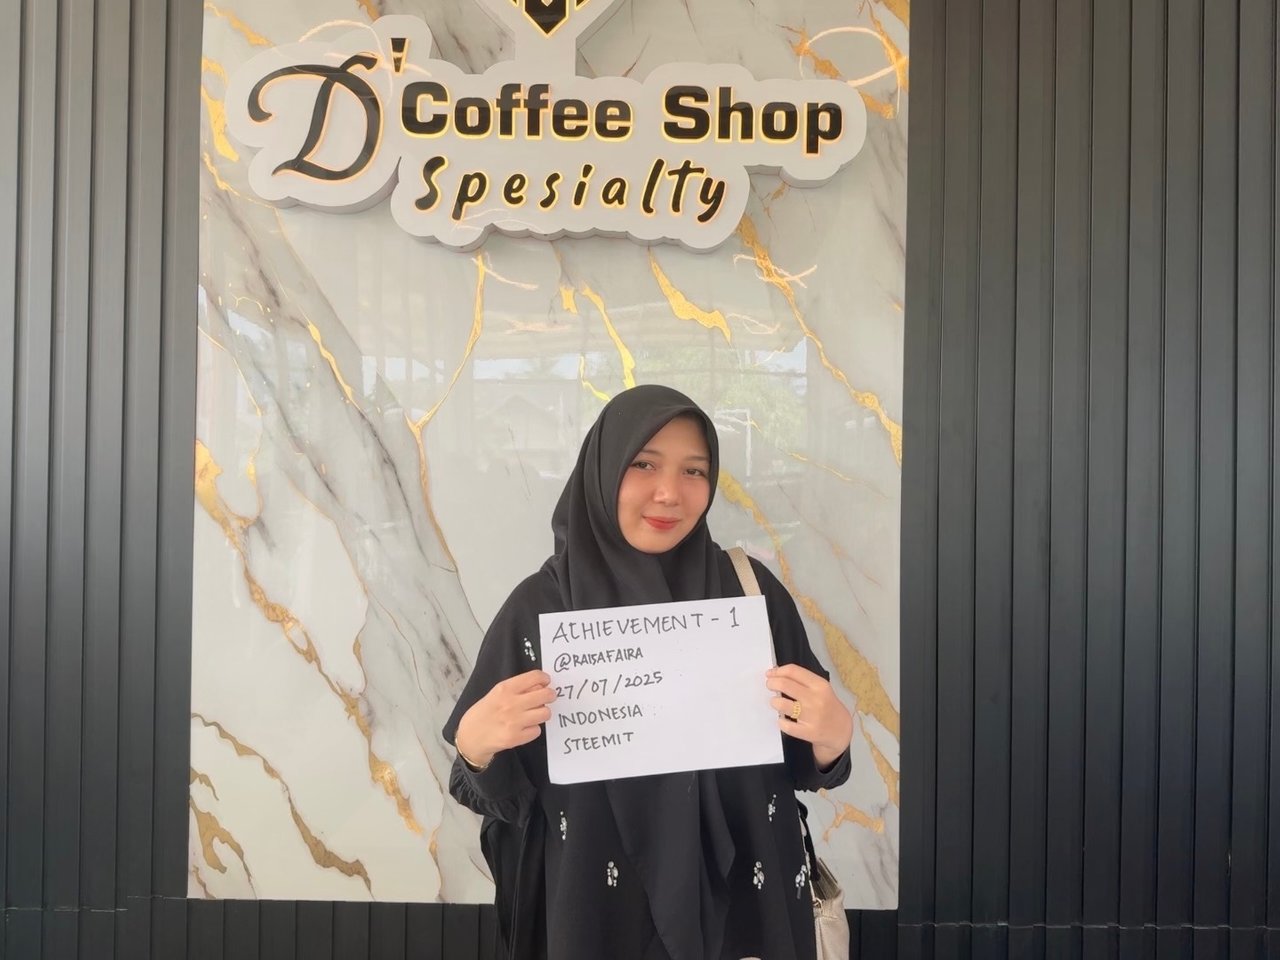 D'Coffee Shop
Spesialty
ACHIEVEMENT - 1
@RAISAFAIRA
27/07/2025
INDONESIA
STEEMIT